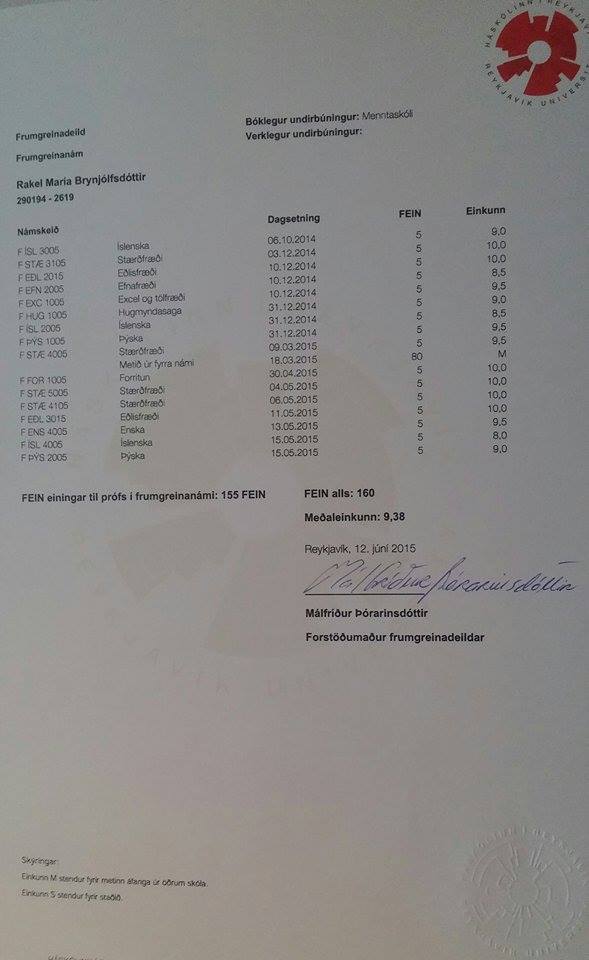 HÁSKÓLINN Í REYKJAVÍK
REYKJAVIK UNIVERSITY
Bóklegur undirbúningur: Menntaskóli
Verklegur undirbúningur:
Frumgreinadeild
Frumgreinanám
Rakel María Brynjólfsdóttir
290194 - 2619
Námskeið Dagsetning FEIN Einkunn
F ÍSL 3005 Íslenska 06.10.2014 5 9,0
F STÆ 3105 Stærðfræði 03.12.2014 5 10,0
F EÐL 2015 Eðlisfræði 10.12.2014 5 10,0
F EFN 2005 Efnafræði 10.12.2014 5 8,5
F EXC 1005 Excel og tölfræði 10.12.2014 5 9,5
F HUG 1005 Hugmyndasaga 31.12.2014 5 9,0
F ÍSL 2005 Íslenska 31.12.2014 5 8,5
F ÞÝS 1005 Þýska 31.12.2014 5 9,5
F STÆ 4005 Stærðfræði 09.03.2015 5 9,5
Metið úr fyrra námi 18.03.2015 80 M
F FOR 1005 Forritun 30.04.2015 5 10,0
F STÆ 5005 Stærðfræði 04.05.2015 5 10,0
F STÆ 4105 Stærðfræði 06.05.2015 5 10,0
F EÐL 3015 Eðlisfræði 11.05.2015 5 10,0
F ENS 4005 Enska 13.05.2015 5 9,5
F ÍSL 4005 Íslenska 15.05.2015 5 8,0
F ÞÝS 2005 Þýska 15.05.2015 5 9,0
FEIN einingar til prófs í frumgreinanámi: 155 FEIN FEIN alls: 160
Meðaleinkunn: 9,38
Reykjavík, 12. júní 2015
Málfríður Þórarinsdóttir
Málfríður Þórarinsdóttir
Forstöðumaður frumgreinadeildar
Skýringar:
Einkunn M stendur fyrir metinn áfanga úr öðrum skóla.
Einkunn S stendur fyrir staðið.